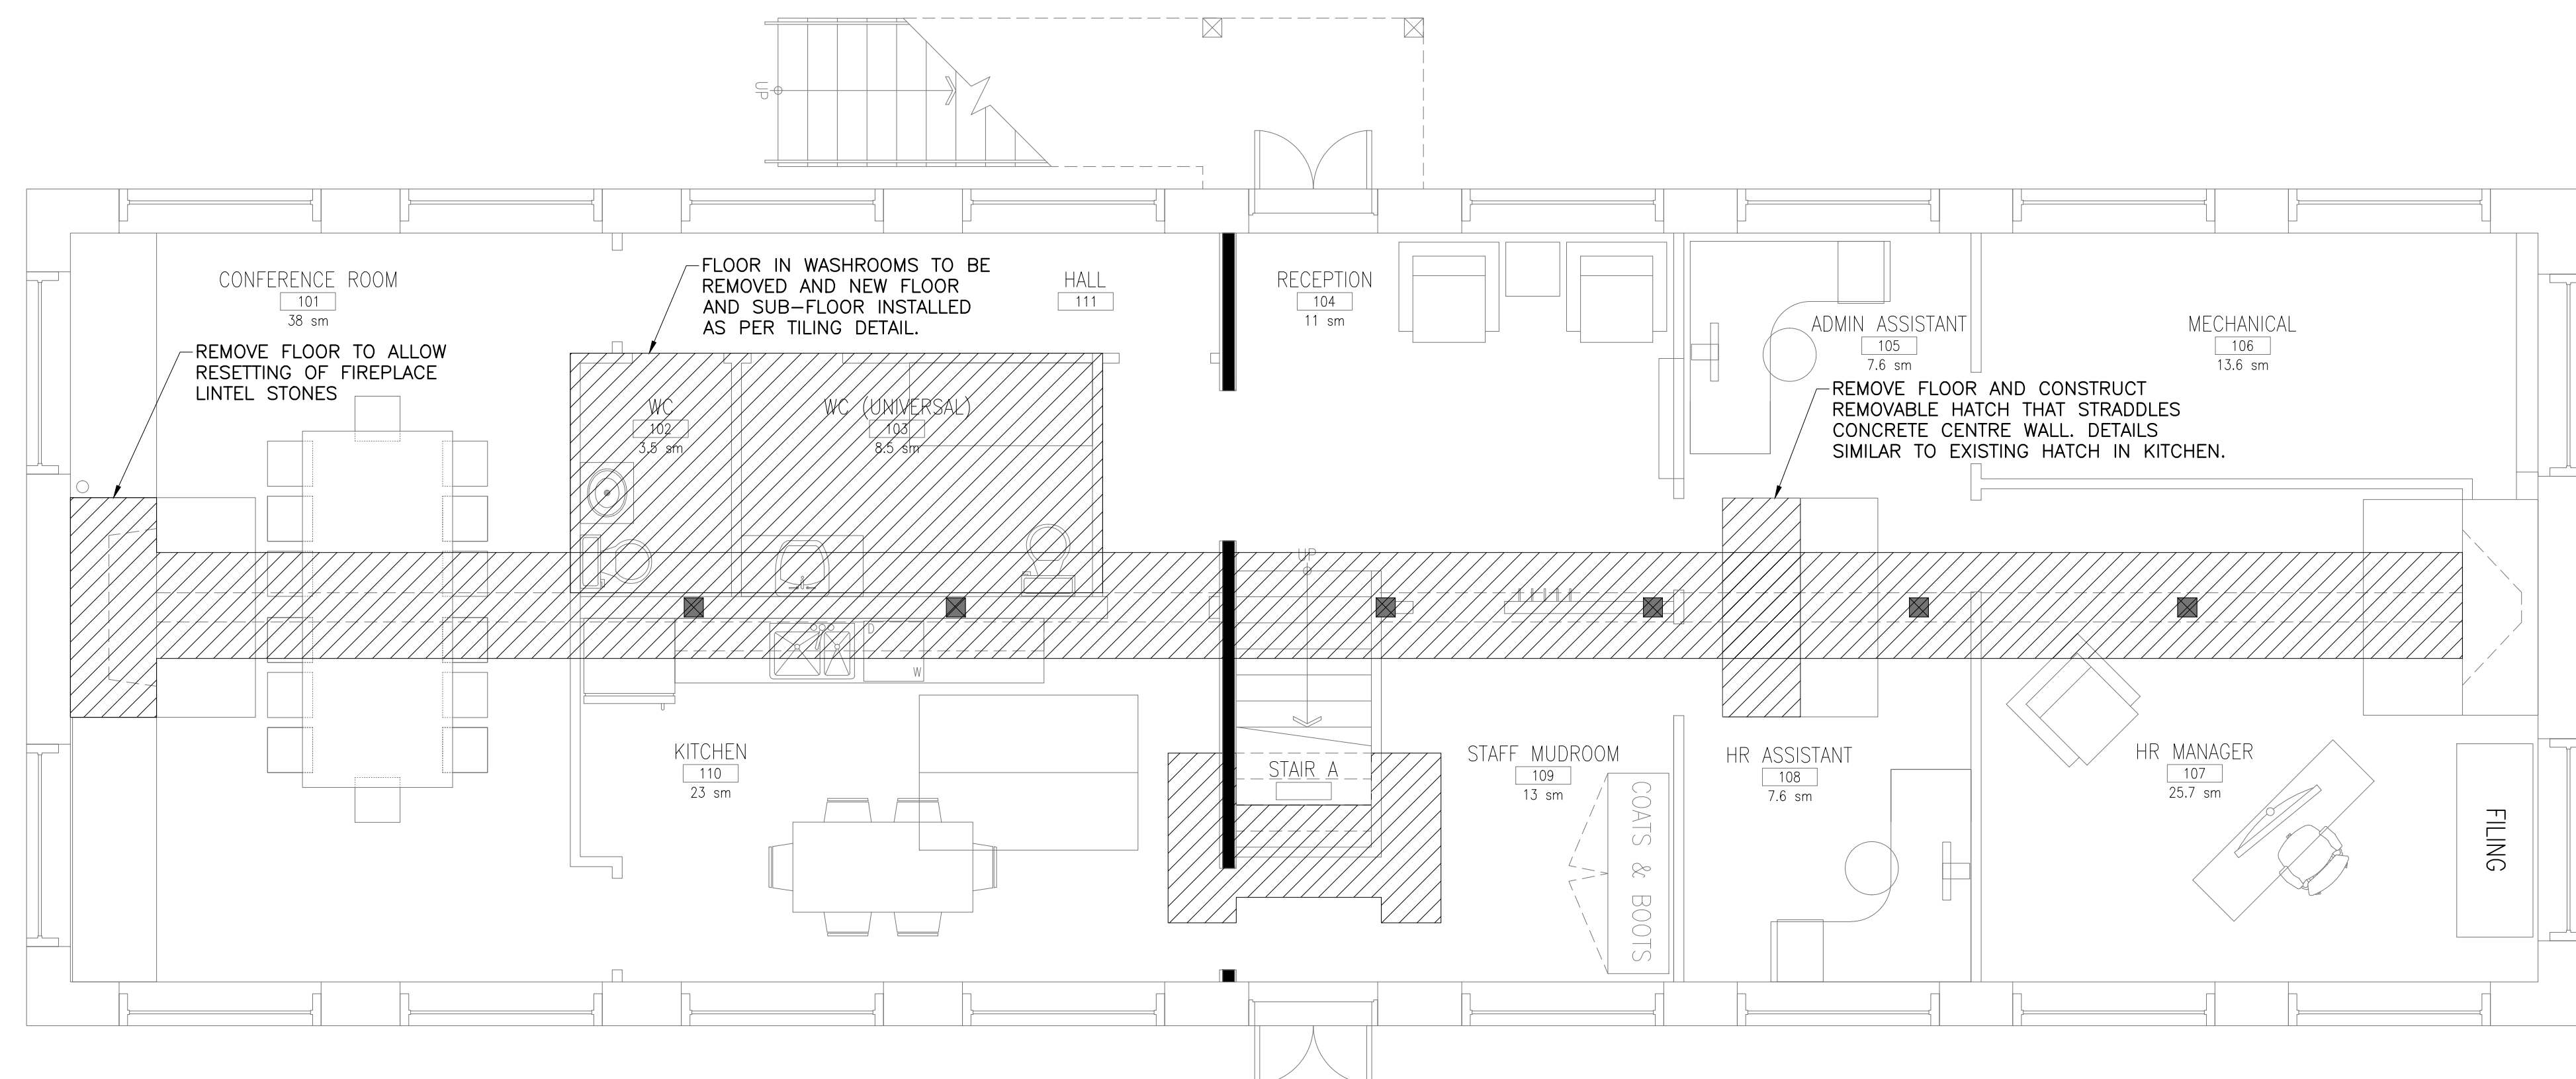 UP
FLOOR IN WASHROOMS TO BE
REMOVED AND NEW FLOOR
AND SUB-FLOOR INSTALLED
AS PER TILING DETAIL.
CONFERENCE ROOM
101
38 sm
HALL
111
RECEPTION
104
11 sm
ADMIN ASSISTANT
105
7.6 sm
MECHANICAL
106
13.6 sm
REMOVE FLOOR TO ALLOW
RESETTING OF FIREPLACE
LINTEL STONES
REMOVE FLOOR AND CONSTRUCT
REMOVABLE HATCH THAT STRADDLES
CONCRETE CENTRE WALL. DETAILS
SIMILAR TO EXISTING HATCH IN KITCHEN.
WC
102
3.5 sm
WC (UNIVERSAL)
103
8.5 sm
UP
D
W
KITCHEN
110
23 sm
STAIR A
STAFF MUDROOM
109
13 sm
HR ASSISTANT
108
7.6 sm
HR MANAGER
107
25.7 sm
COATS & BOOTS
FILING